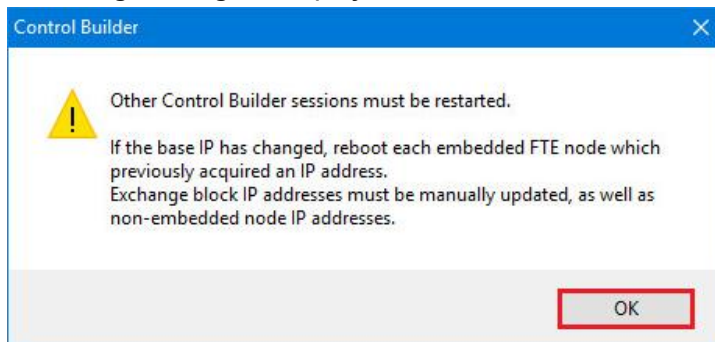 Control Builder
Other Control Builder sessions must be restarted.
If the base IP has changed, reboot each embedded FTE node which
previously acquired an IP address.
Exchange block IP addresses must be manually updated, as well as
non-embedded node IP addresses.
OK